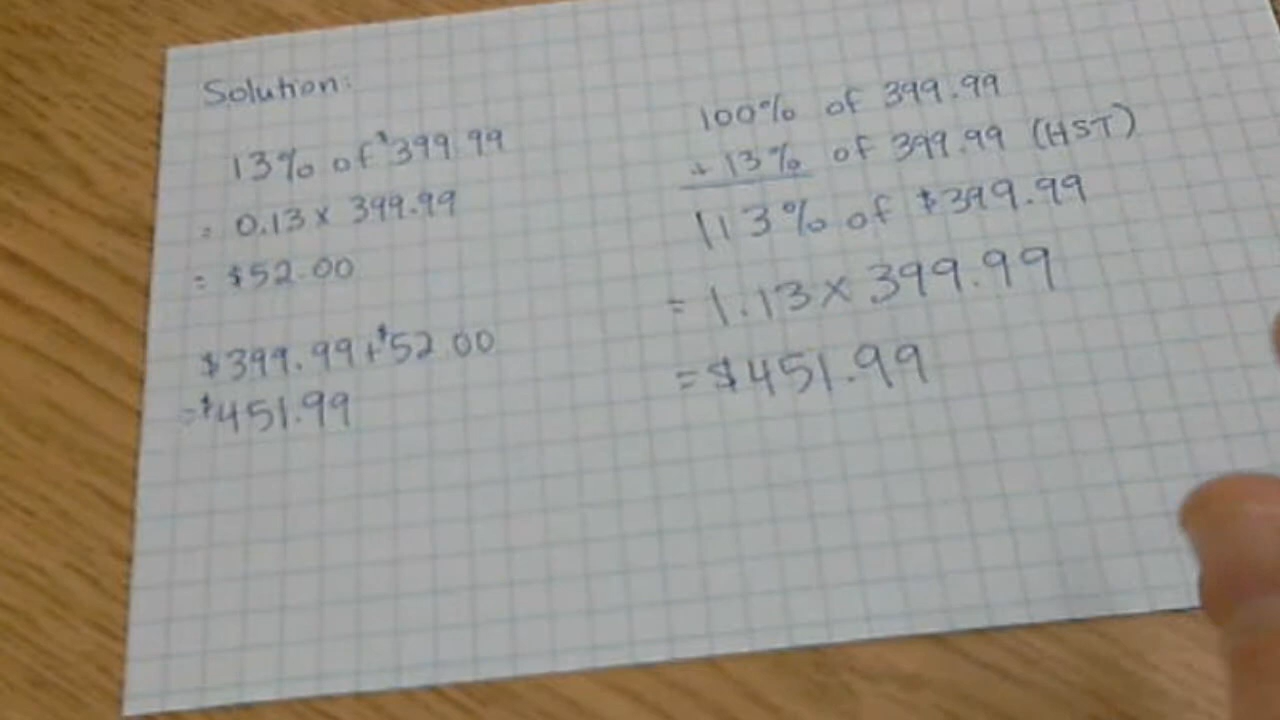 Solution:
13% of $399.99
= 0.13 x 399.99
= $52.00
$399.99 + $52.00
= $451.99
100% of 399.99
+ 13% of 399.99 (HST)
113% of $399.99
= 1.13 x 399.99
= $451.99